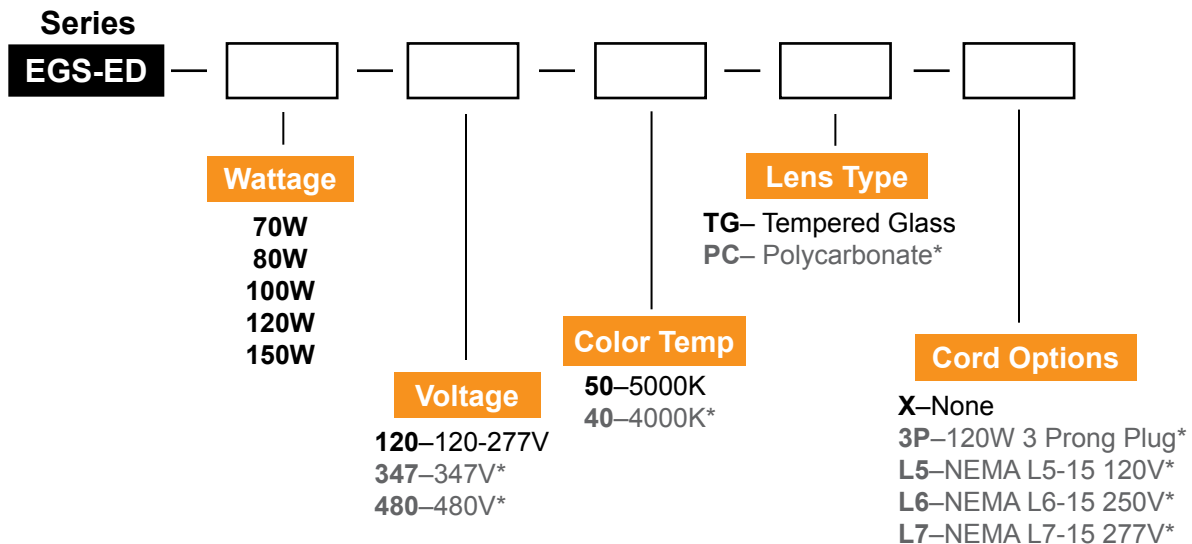 Series
EGS-ED
Wattage
70W
80W
100W
120W
150W
Voltage
120–120-277V
347–347V*
480–480V*
Color Temp
50–5000K
40–4000K*
Lens Type
TG– Tempered Glass
PC– Polycarbonate*
Cord Options
X–None
3P–120W 3 Prong Plug*
L5–NEMA L5-15 120V*
L6–NEMA L6-15 250V*
L7–NEMA L7-15 277V*